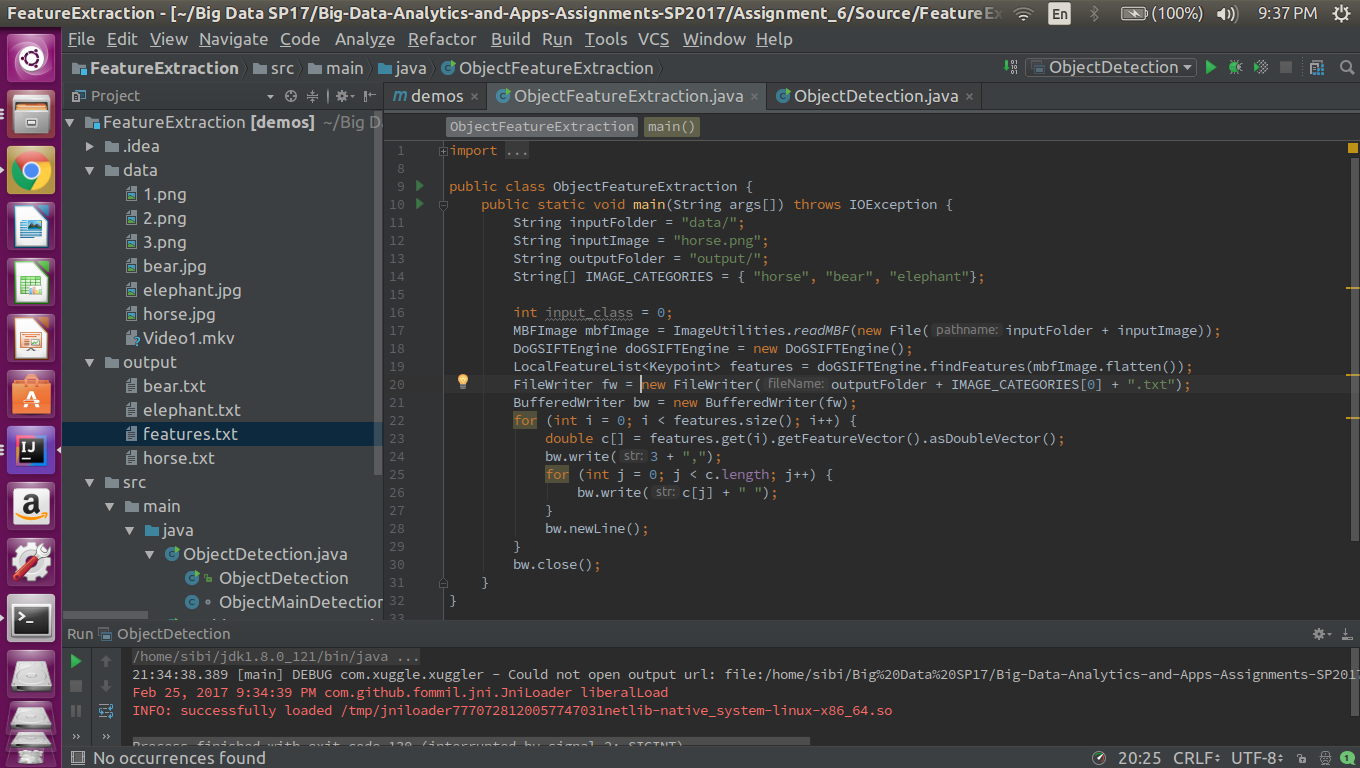 FeatureExtraction - [~/Big Data SP17/Big-Data-Analytics-and-Apps-Assignments-SP2017/Assignment_6/Source/FeatureEx
En
(100%)
9:37 PM
File Edit View Navigate Code Analyze Refactor Build Run Tools VCS Window Help
FeatureExtraction src main java ObjectFeatureExtraction
ObjectDetection
Project
demos ObjectFeatureExtraction.java ObjectDetection.java
ObjectFeatureExtraction main()
FeatureExtraction [demos] ~/Big D
.idea
data
1.png
2.png
3.png
bear.jpg
elephant.jpg
horse.jpg
Video1.mkv
output
bear.txt
elephant.txt
features.txt
horse.txt
src
main
java
ObjectDetection.java
ObjectDetection
ObjectMainDetection
1 import ...
8
9 public class ObjectFeatureExtraction {
10 public static void main(String args[]) throws IOException {
11 String inputFolder = "data/";
12 String inputImage = "horse.png";
13 String outputFolder = "output/";
14 String[] IMAGE_CATEGORIES = { "horse", "bear", "elephant"};
15
16 int input_class = 0;
17 MBFImage mbfImage = ImageUtilities.readMBF(new File( pathname: inputFolder + inputImage));
18 DoGSIFTEngine doGSIFTEngine = new DoGSIFTEngine();
19 LocalFeatureList<Keypoint> features = doGSIFTEngine.findFeatures(mbfImage.flatten());
20 FileWriter fw = new FileWriter( fileName: outputFolder + IMAGE_CATEGORIES[0] + ".txt");
21 BufferedWriter bw = new BufferedWriter(fw);
22 for (int i = 0; i < features.size(); i++) {
23 double c[] = features.get(i).getFeatureVector().asDoubleVector();
24 bw.write( str: 3 + ",");
25 for (int j = 0; j < c.length; j++) {
26 bw.write( str: c[j] + " ");
27 }
28 bw.newLine();
29 }
30 bw.close();
31 }
32 }
33
Run ObjectDetection
/home/sibi/jdk1.8.0_121/bin/java ...
21:34:38.389 [main] DEBUG com.xuggle.xuggler - Could not open output url: file:/home/sibi/Big%20Data%20SP17/Big-Data-Analytics-and-Apps-Assignments-SP2017
Feb 25, 2017 9:34:39 PM com.github.fommil.jni.JniLoader liberalLoad
INFO: successfully loaded /tmp/jniloader7770728120057747031netlib-native_system-linux-x86_64.so
Process finished with exit code 130 (interrupted by signal 2: SIGINT)
No occurrences found
20:25 CRLF UTF-8 1